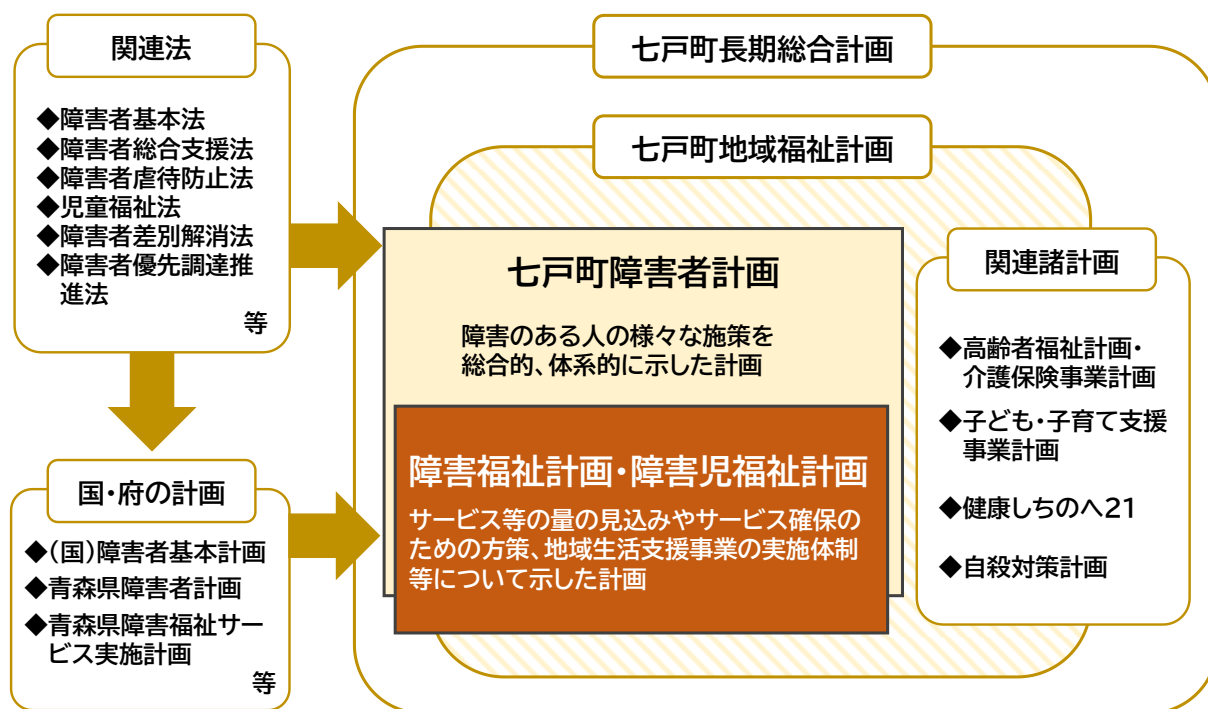 関連法
◆障害者基本法
◆障害者総合支援法
◆障害者虐待防止法
◆児童福祉法
◆障害者差別解消法
◆障害者優先調達推
進法
等
国・府の計画
◆(国)障害者基本計画
◆青森県障害者計画
◆青森県障害福祉サー
ビス実施計画
等
七戸町長期総合計画
七戸町地域福祉計画
七戸町障害者計画
障害のある人の様々な施策を
総合的、体系的に示した計画
障害福祉計画・障害児福祉計画
サービス等の量の見込みやサービス確保の
ための方策、地域生活支援事業の実施体制
等について示した計画
関連諸計画
◆高齢者福祉計画・
介護保険事業計画
◆子ども・子育て支援
事業計画
◆健康しちのへ21
◆自殺対策計画